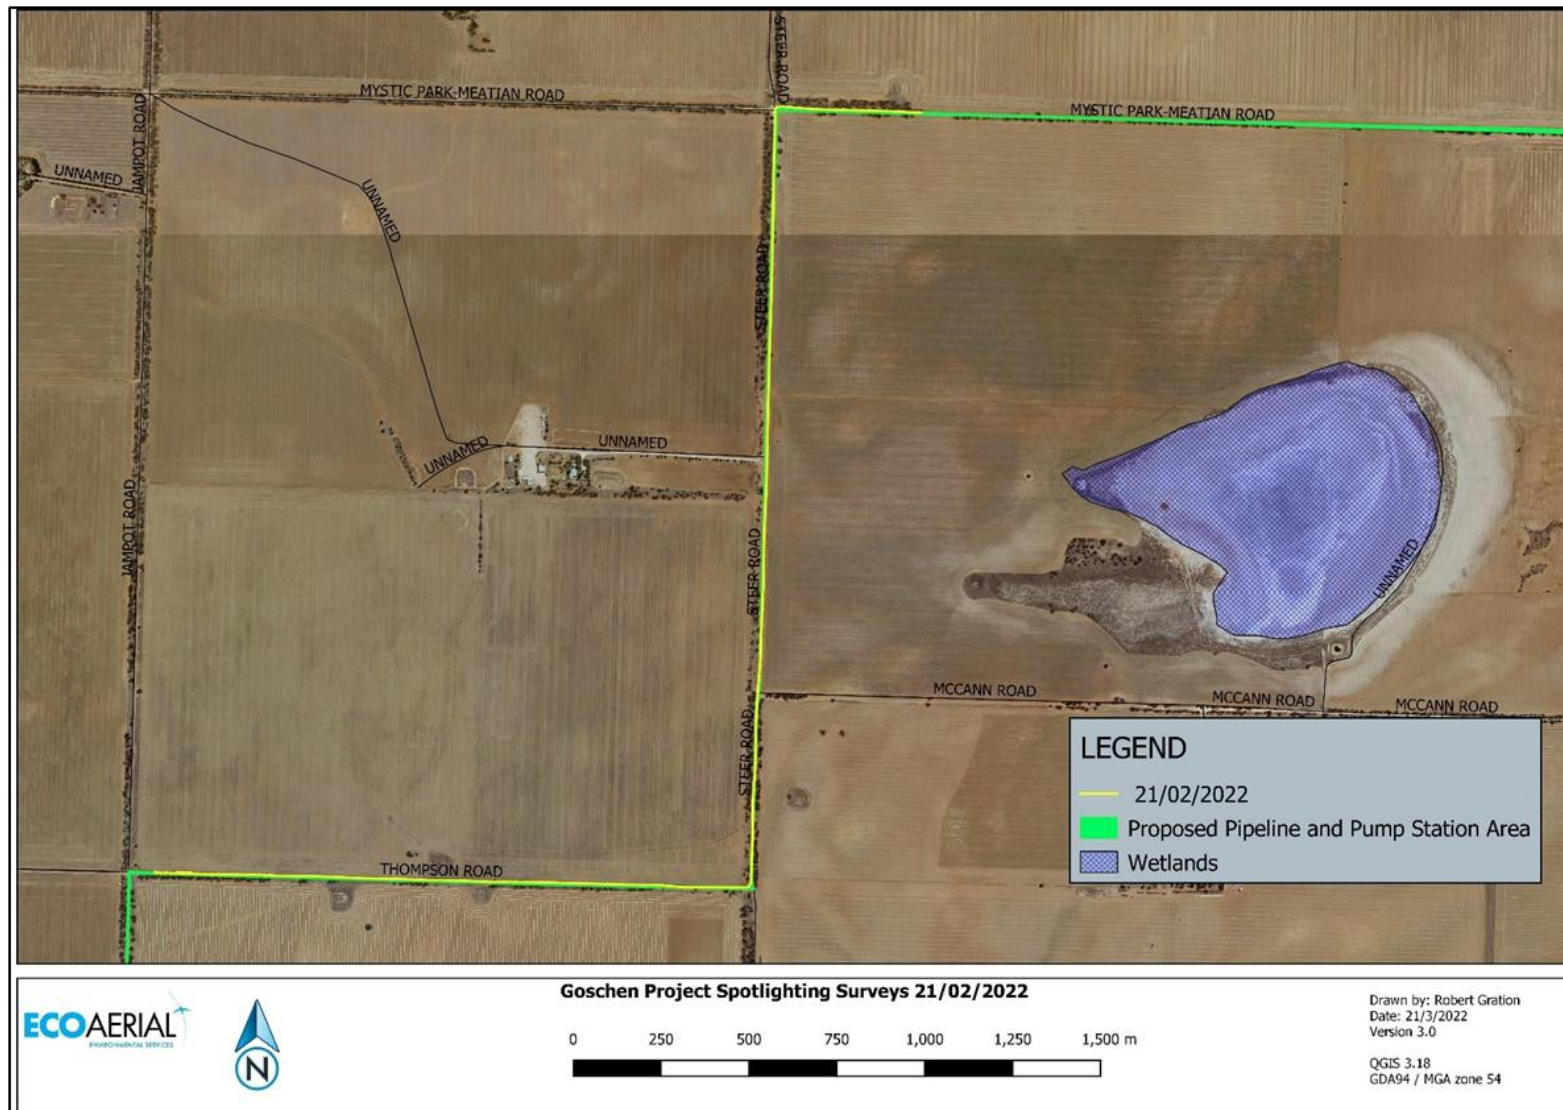 STEER ROAD
MYSTIC PARK-MEATIAN ROAD
MYSTIC PARK-MEATIAN ROAD
JAMPOT ROAD
UNNAMED
UNNAMED
STEER ROAD
UNNAMED
UNNAMED
JAMPOT ROAD
STEER ROAD
UNNAMED
MCCANN ROAD
MCCANN ROAD
MCCANN ROAD
STEER ROAD
THOMPSON ROAD
LEGEND
21/02/2022
Proposed Pipeline and Pump Station Area
Wetlands
ECOAERIAL
ENVIRONMENTAL SERVICES
N
Goschen Project Spotlighting Surveys 21/02/2022
0 250 500 750 1,000 1,250 1,500 m
Drawn by: Robert Gration
Date: 21/3/2022
Version 3.0
QGIS 3.18
GDA94 / MGA zone 54